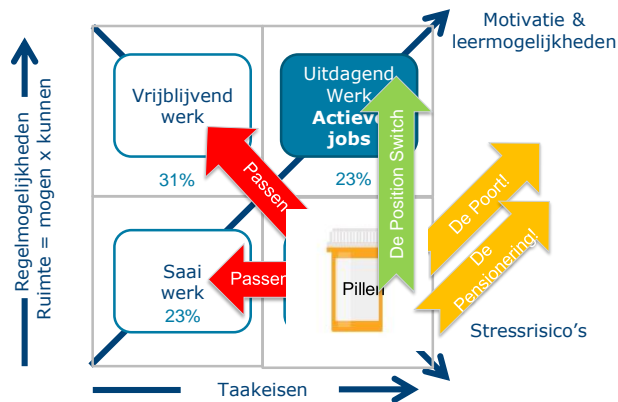 Motivatie &
leermogelijkheden
Regelmogelijkheden
Ruimte = mogen x kunnen
Vrijblijvend
werk
31%
Uitdagend
Werk
Actieve
jobs
23%
Passen
De Position Switch
De Poort!
De
Pensionering!
Saai
werk
23%
Passen
Pillen
Stressrisico's
Taakeisen